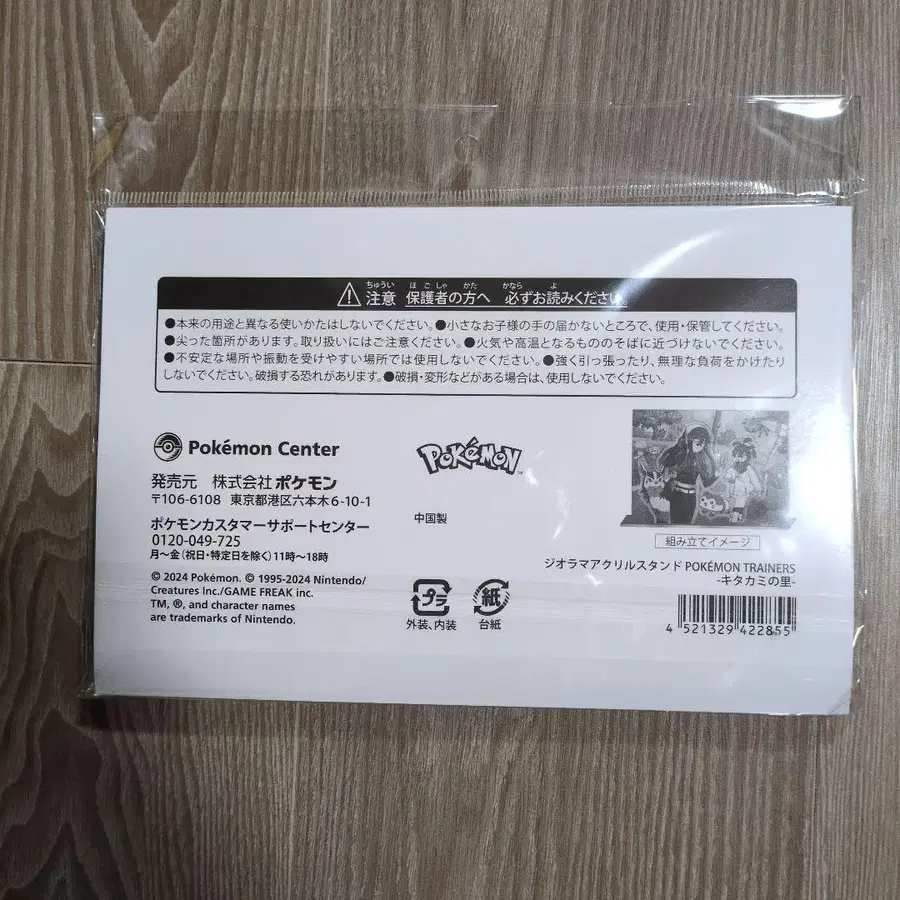 ちゅうい ほごしゃ かた かなら よ
⚠ 注意 保護者の方へ 必ずお読みください。
●本来の用途と異なる使いかたはしないでください。●小さなお子様の手の届かないところで、使用・保管してください。
●尖った箇所があります。取り扱いにはご注意ください。●火気や高温となるもののそばに近づけないでください。
●不安定な場所や振動を受けやすい場所では使用しないでください。●強く引っ張ったり、無理な負荷をかけたり
しないでください。破損する恐れがあります。●破損・変形などがある場合は、使用しないでください。
Pokémon Center
発売元 株式会社ポケモン
〒106-6108 東京都港区六本木6-10-1
ポケモンカスタマーサポートセンター
0120-049-725
月～金(祝日・特定日を除く)11時～18時
© 2024 Pokémon. © 1995-2024 Nintendo/
Creatures Inc./GAME FREAK inc.
TM, ®, and character names
are trademarks of Nintendo.
POKÉMON™
中国製
プラ
外装、内装
紙
台紙
組み立てイメージ
ジオラマアクリルスタンド POKÉMON TRAINERS
-キタカミの里-
4 521329 422855